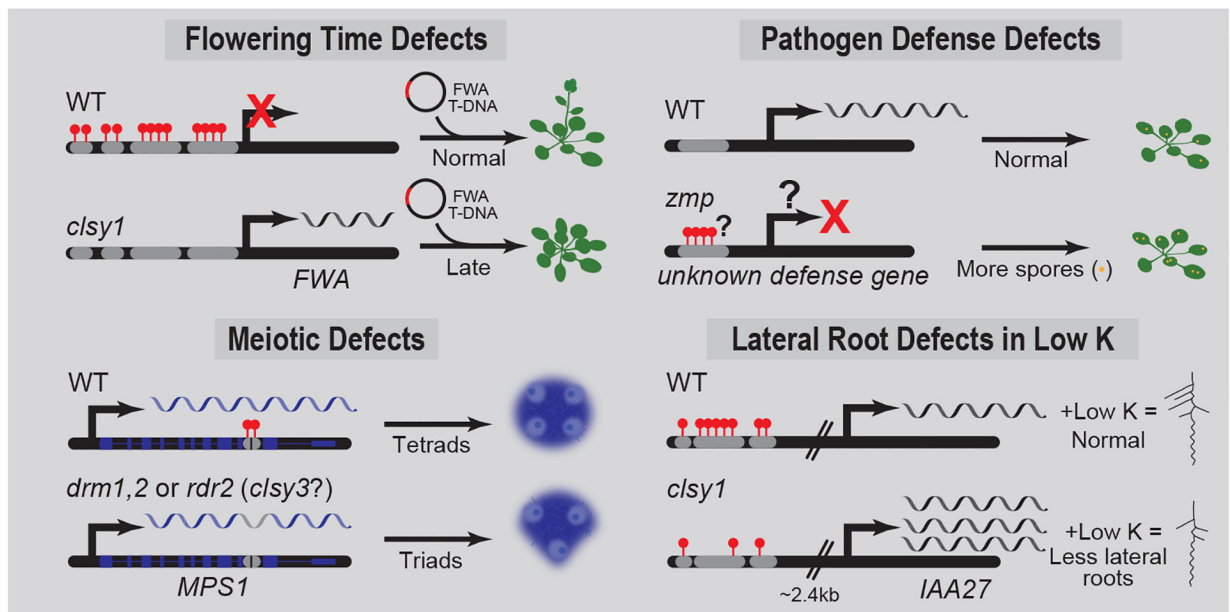 Flowering Time Defects
WT
X
FWA
T-DNA
Normal
clsy1
FWA
T-DNA
Late
FWA
Pathogen Defense Defects
WT
Normal
zmp
?
?
X
unknown defense gene
More spores (•)
Meiotic Defects
WT
Tetrads
drm1,2 or rdr2 (clsy3?)
Triads
MPS1
Lateral Root Defects in Low K
WT
+Low K =
Normal
clsy1
+Low K =
Less lateral
roots
~2.4kb
IAA27